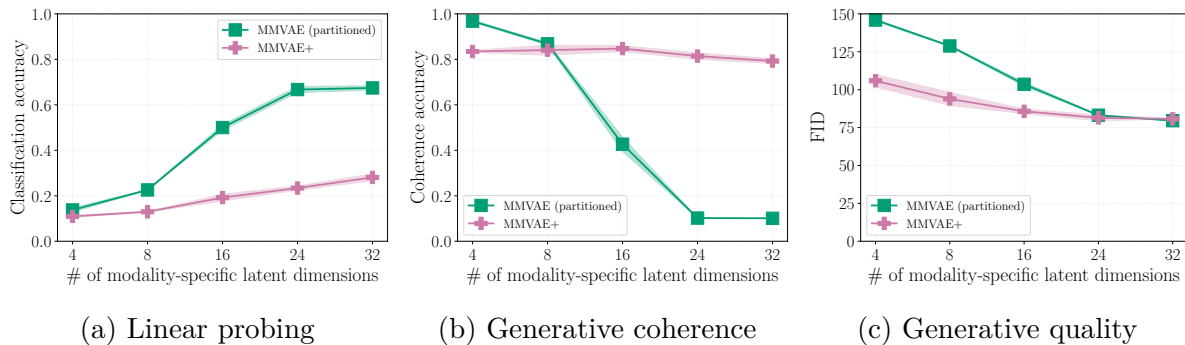 Classification accuracy
1.0
0.8
0.6
0.4
0.2
0.0
MMVAE (partitioned)
MMVAE+
4 8 16 24 32
# of modality-specific latent dimensions
(a) Linear probing
Coherence accuracy
1.0
0.8
0.6
0.4
0.2
0.0
MMVAE (partitioned)
MMVAE+
4 8 16 24 32
# of modality-specific latent dimensions
(b) Generative coherence
FID
150
125
100
75
50
25
0
MMVAE (partitioned)
MMVAE+
4 8 16 24 32
# of modality-specific latent dimensions
(c) Generative quality